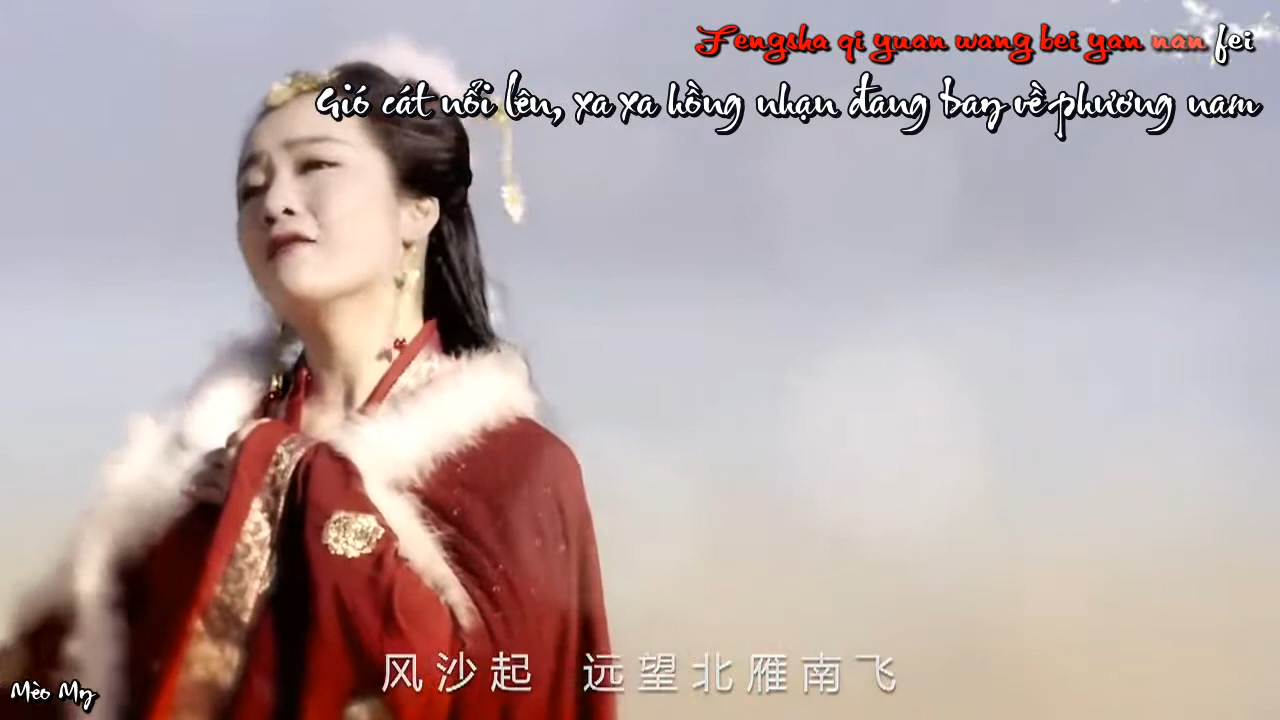 Fengsha qi yuan wang bei yan nan fei
Gió cát nổi lên, xa xa hồng nhạn đang bay về phương nam
风沙起 远望北雁南飞
Mèo My